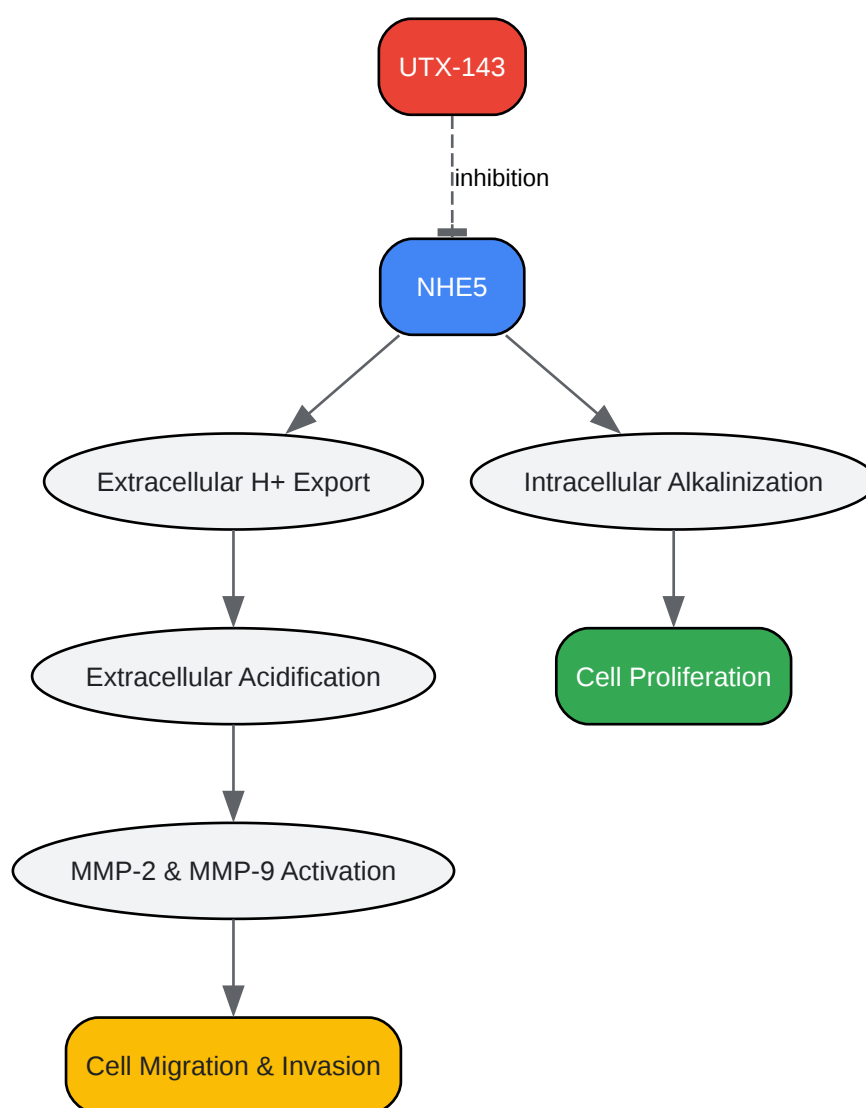 UTX-143
inhibition
NHE5
Extracellular H+ Export
Intracellular Alkalinization
Extracellular Acidification
Cell Proliferation
MMP-2 & MMP-9 Activation
Cell Migration & Invasion